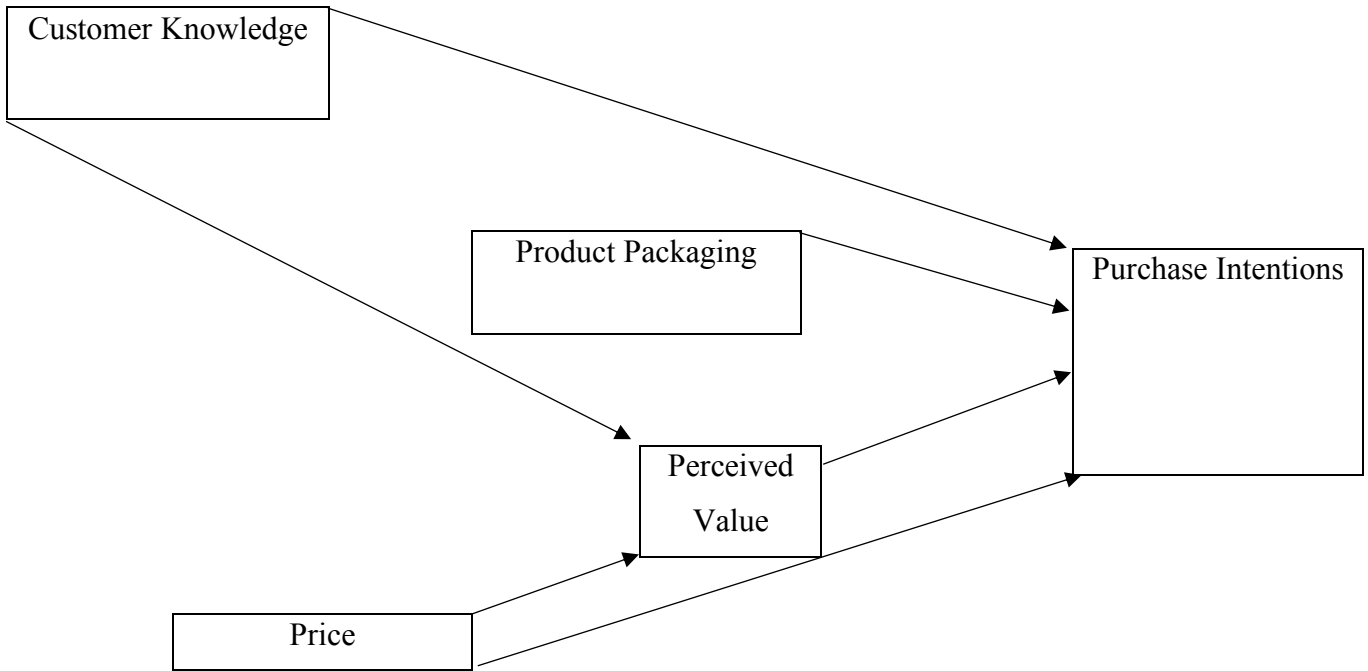 Customer Knowledge
Product Packaging
Purchase Intentions
Perceived
Value
Price